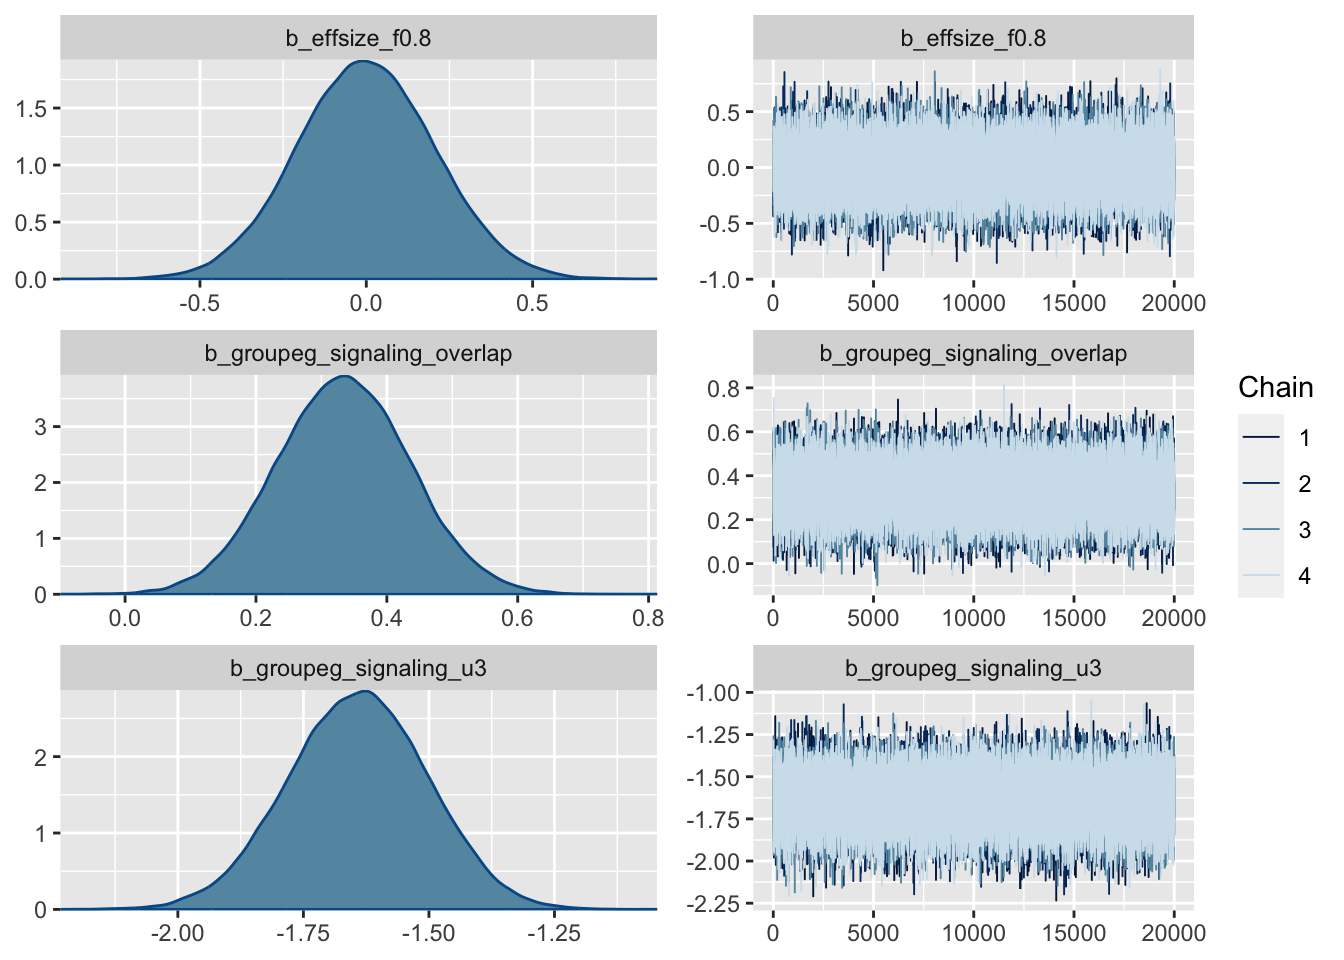 b_effsize_f0.8
1.5
1.0
0.5
0.0
-0.5 0.0 0.5
b_effsize_f0.8
0.5
0.0
-0.5
-1.0
0 5000 10000 15000 20000
b_groupeg_signaling_overlap
3
2
1
0
0.0 0.2 0.4 0.6 0.8
b_groupeg_signaling_overlap
0.8
0.6
0.4
0.2
0.0
0 5000 10000 15000 20000
b_groupeg_signaling_u3
2
1
0
-2.00 -1.75 -1.50 -1.25
b_groupeg_signaling_u3
-1.00
-1.25
-1.50
-1.75
-2.00
-2.25
0 5000 10000 15000 20000
Chain
1
2
3
4